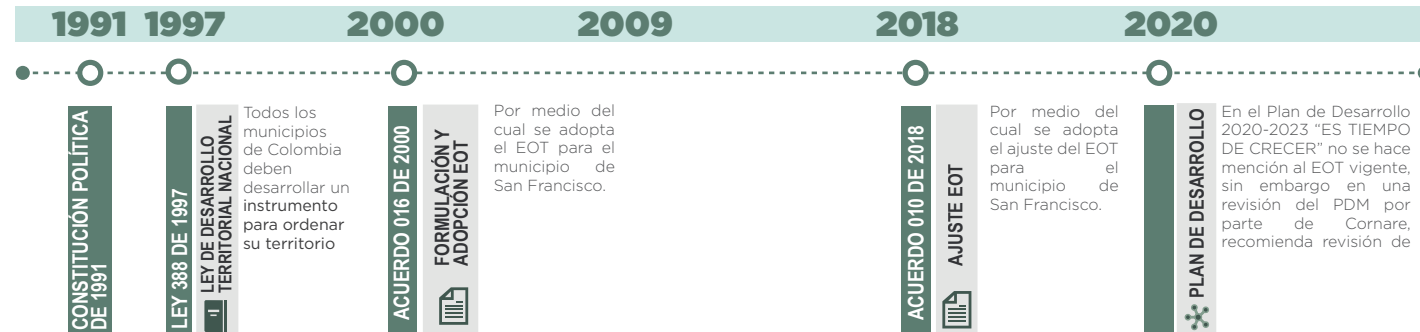 1991 1997 2000 2009 2018 2020
CONSTITUCIÓN POLÍTICA
DE 1991
LEY 388 DE 1997
LEY DE DESARROLLO
TERRITORIAL NACIONAL
Todos los
municipios
de Colombia
deben
desarrollar un
instrumento
para ordenar
su territorio
ACUERDO 016 DE 2000
FORMULACIÓN Y
ADOPCIÓN EOT
Por medio del
cual se adopta
el EOT para el
municipio de
San Francisco.
ACUERDO 010 DE 2018
AJUSTE EOT
Por medio del
cual se adopta
el ajuste del EOT
para el
municipio de
San Francisco.
PLAN DE DESARROLLO
En el Plan de Desarrollo
2020-2023 “ES TIEMPO
DE CRECER” no se hace
mención al EOT vigente,
sin embargo en una
revisión del PDM por
parte de Cornare,
recomienda revisión de